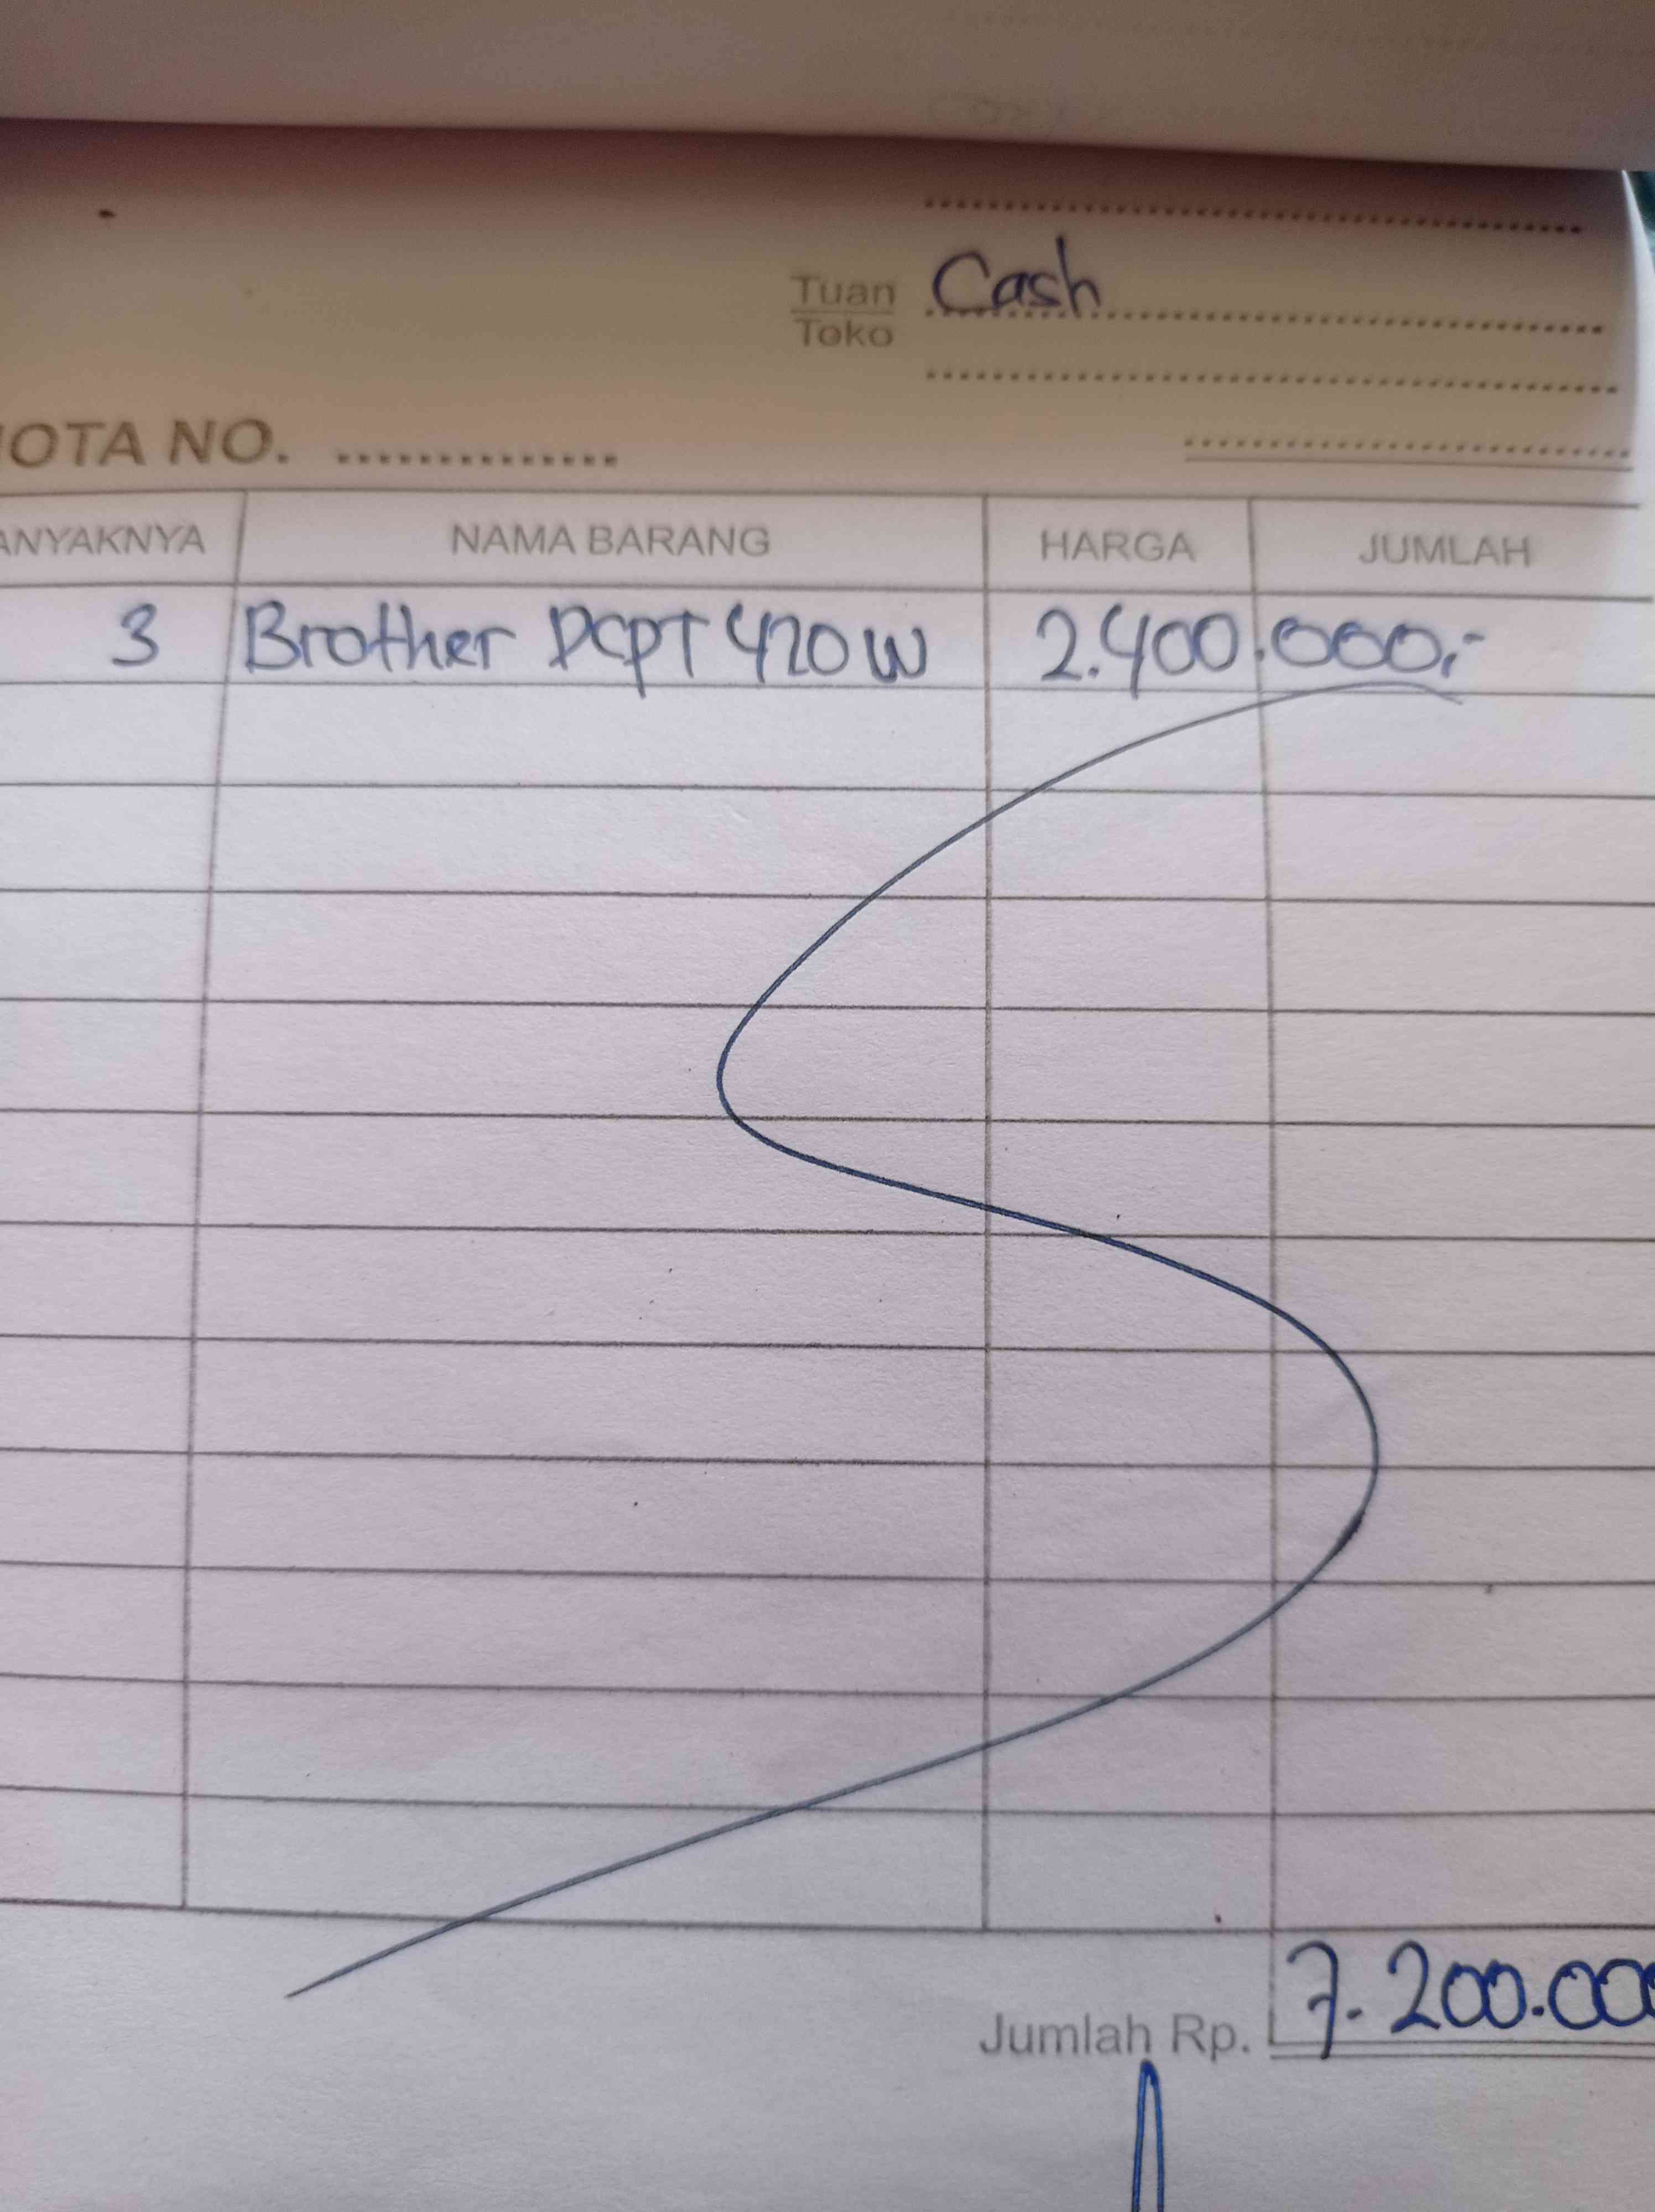 Tuan Cash
Toko
OTA NO. ..............
ANYAKNYA NAMA BARANG HARGA JUMLAH
3 Brother DCPT 420 W 2.400.000,-
Jumlah Rp. 7.200.000